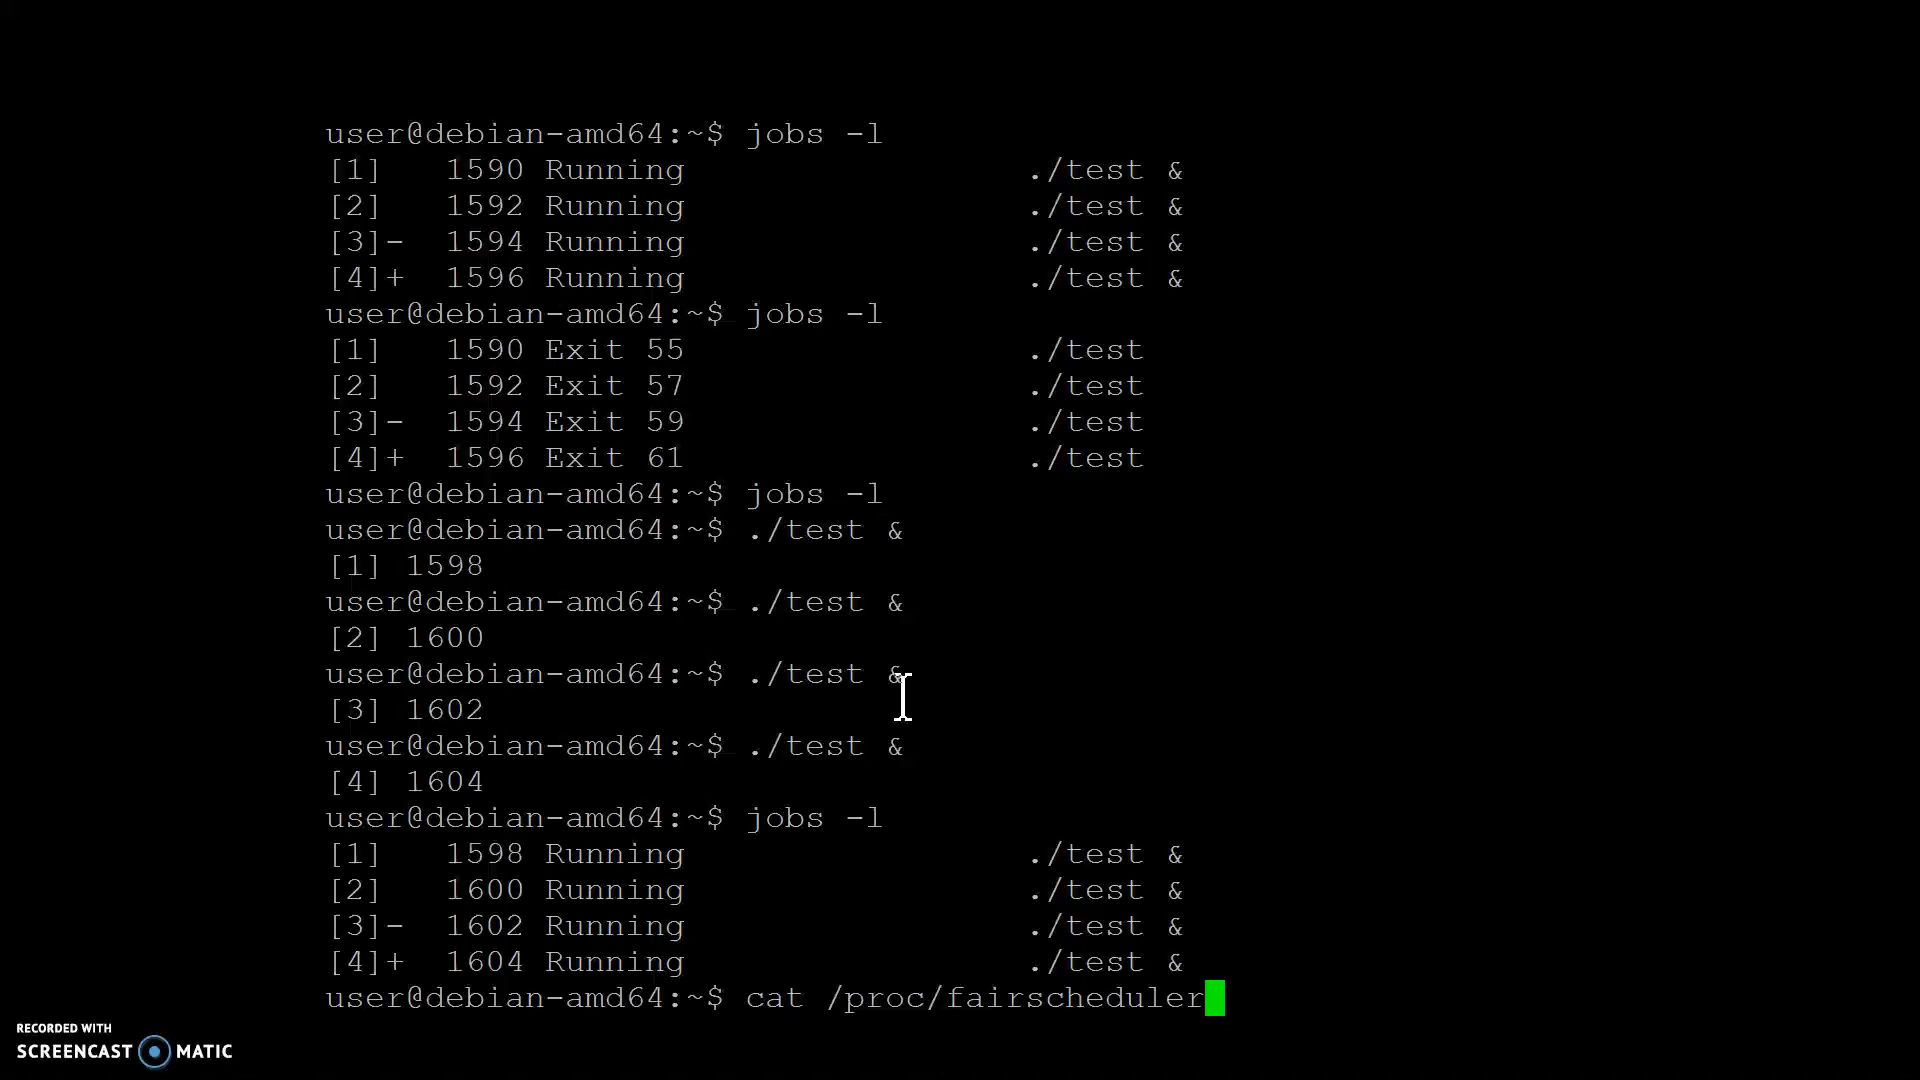 user@debian-amd64:~$ jobs -l
[1]   1590 Running                 ./test &
[2]   1592 Running                 ./test &
[3]-  1594 Running                 ./test &
[4]+  1596 Running                 ./test &
user@debian-amd64:~$ jobs -l
[1]   1590 Exit 55                 ./test
[2]   1592 Exit 57                 ./test
[3]-  1594 Exit 59                 ./test
[4]+  1596 Exit 61                 ./test
user@debian-amd64:~$ jobs -l
user@debian-amd64:~$ ./test &
[1] 1598
user@debian-amd64:~$ ./test &
[2] 1600
user@debian-amd64:~$ ./test &
[3] 1602
user@debian-amd64:~$ ./test &
[4] 1604
user@debian-amd64:~$ jobs -l
[1]   1598 Running                 ./test &
[2]   1600 Running                 ./test &
[3]-  1602 Running                 ./test &
[4]+  1604 Running                 ./test &
user@debian-amd64:~$ cat /proc/fairscheduler
RECORDED WITH
SCREENCAST MATIC